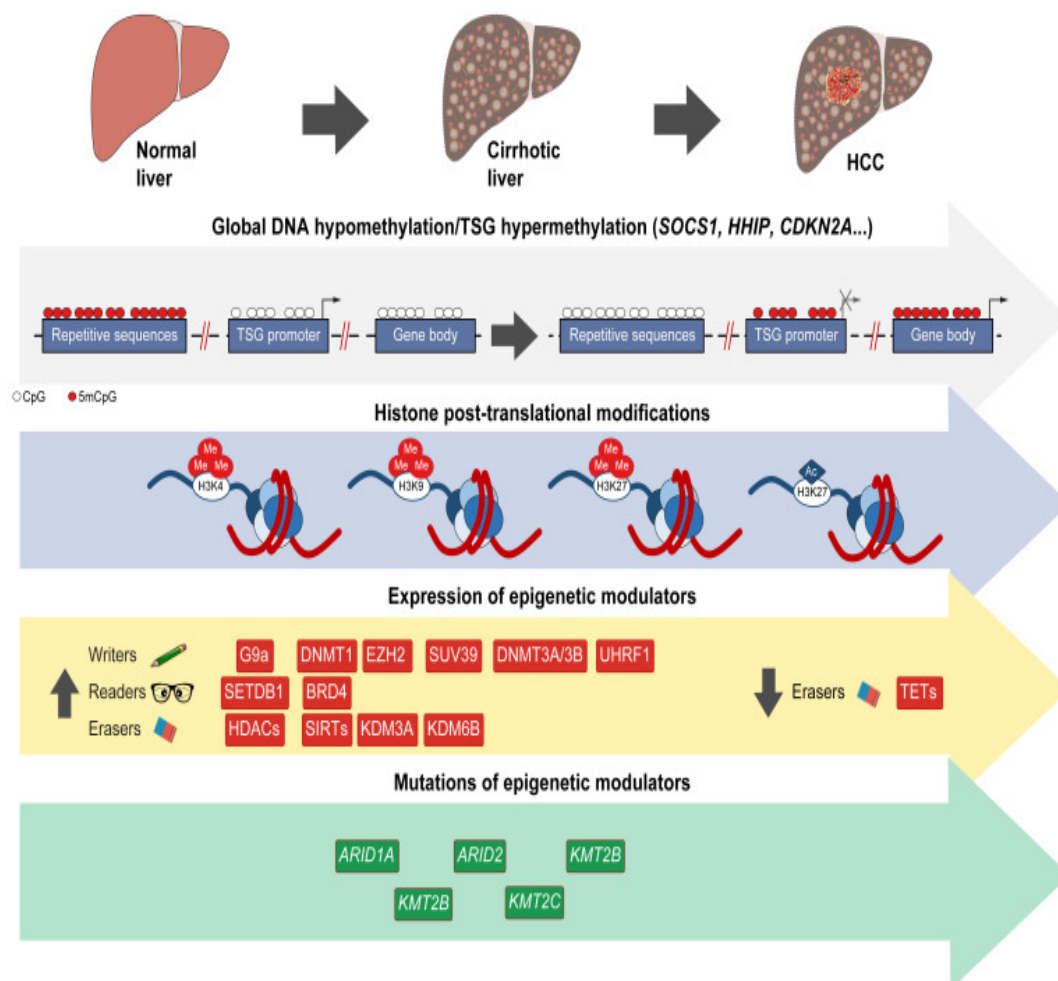 Normal
liver
Cirrhotic
liver
HCC
Global DNA hypomethylation/TSG hypermethylation (SOCS1, HHIP, CDKN2A...)
Repetitive sequences
TSG promoter
Gene body
Repetitive sequences
TSG promoter
Gene body
CpG
5mCpG
Histone post-translational modifications
Me
Me Me
H3K4
Me
Me Me
H3K9
Me
Me Me
H3K27
Ac
H3K27
Expression of epigenetic modulators
Writers
G9a DNMT1 EZH2 SUV39 DNMT3A/3B UHRF1
Readers
SETDB1 BRD4
Erasers
HDACs SIRTs KDM3A KDM6B
Erasers TETs
Mutations of epigenetic modulators
ARID1A ARID2 KMT2B
KMT2B KMT2C